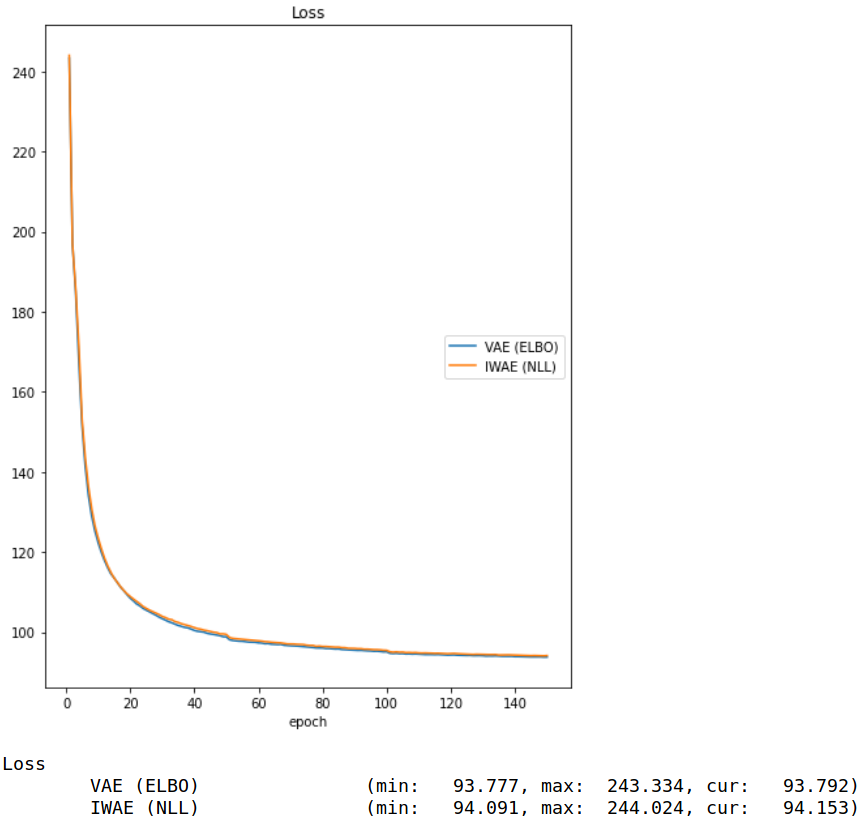 Loss
240
220
200
180
160
140
120
100
VAE (ELBO)
IWAE (NLL)
0 20 40 60 80 100 120 140
epoch
Loss
VAE (ELBO) (min: 93.777, max: 243.334, cur: 93.792)
IWAE (NLL) (min: 94.091, max: 244.024, cur: 94.153)